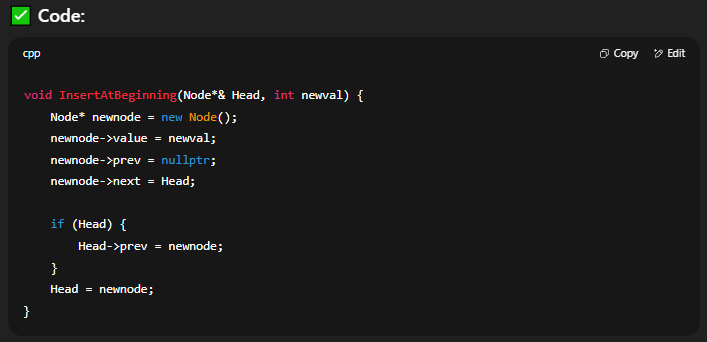 ✅ Code:
cpp
Copy
Edit
void InsertAtBeginning(Node*& Head, int newval) {
    Node* newnode = new Node();
    newnode->value = newval;
    newnode->prev = nullptr;
    newnode->next = Head;

    if (Head) {
        Head->prev = newnode;
    }
    Head = newnode;
}